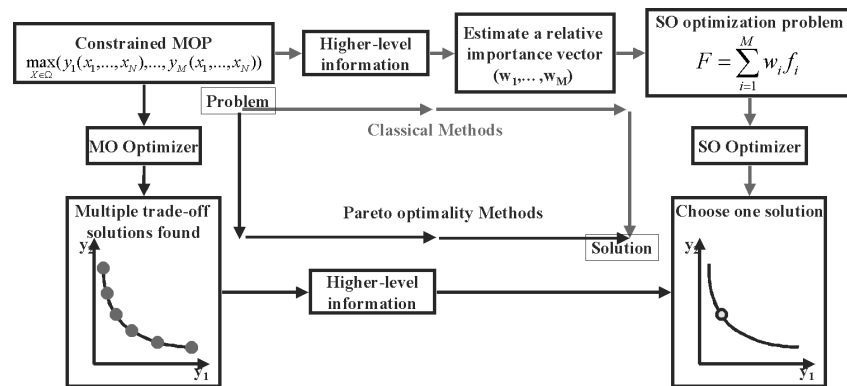 Constrained MOP
max(y1(x1,...,xN),...,yM(x1,...,xN))
X∈Ω
Higher-level
information
Estimate a relative
importance vector
(w1,..., wM)
SO optimization problem
F = ∑ wi fi
M
i=1
Problem
Classical Methods
MO Optimizer
SO Optimizer
Multiple trade-off
solutions found
y2
y1
Pareto optimality Methods
Solution
Higher-level
information
Choose one solution
y2
y1